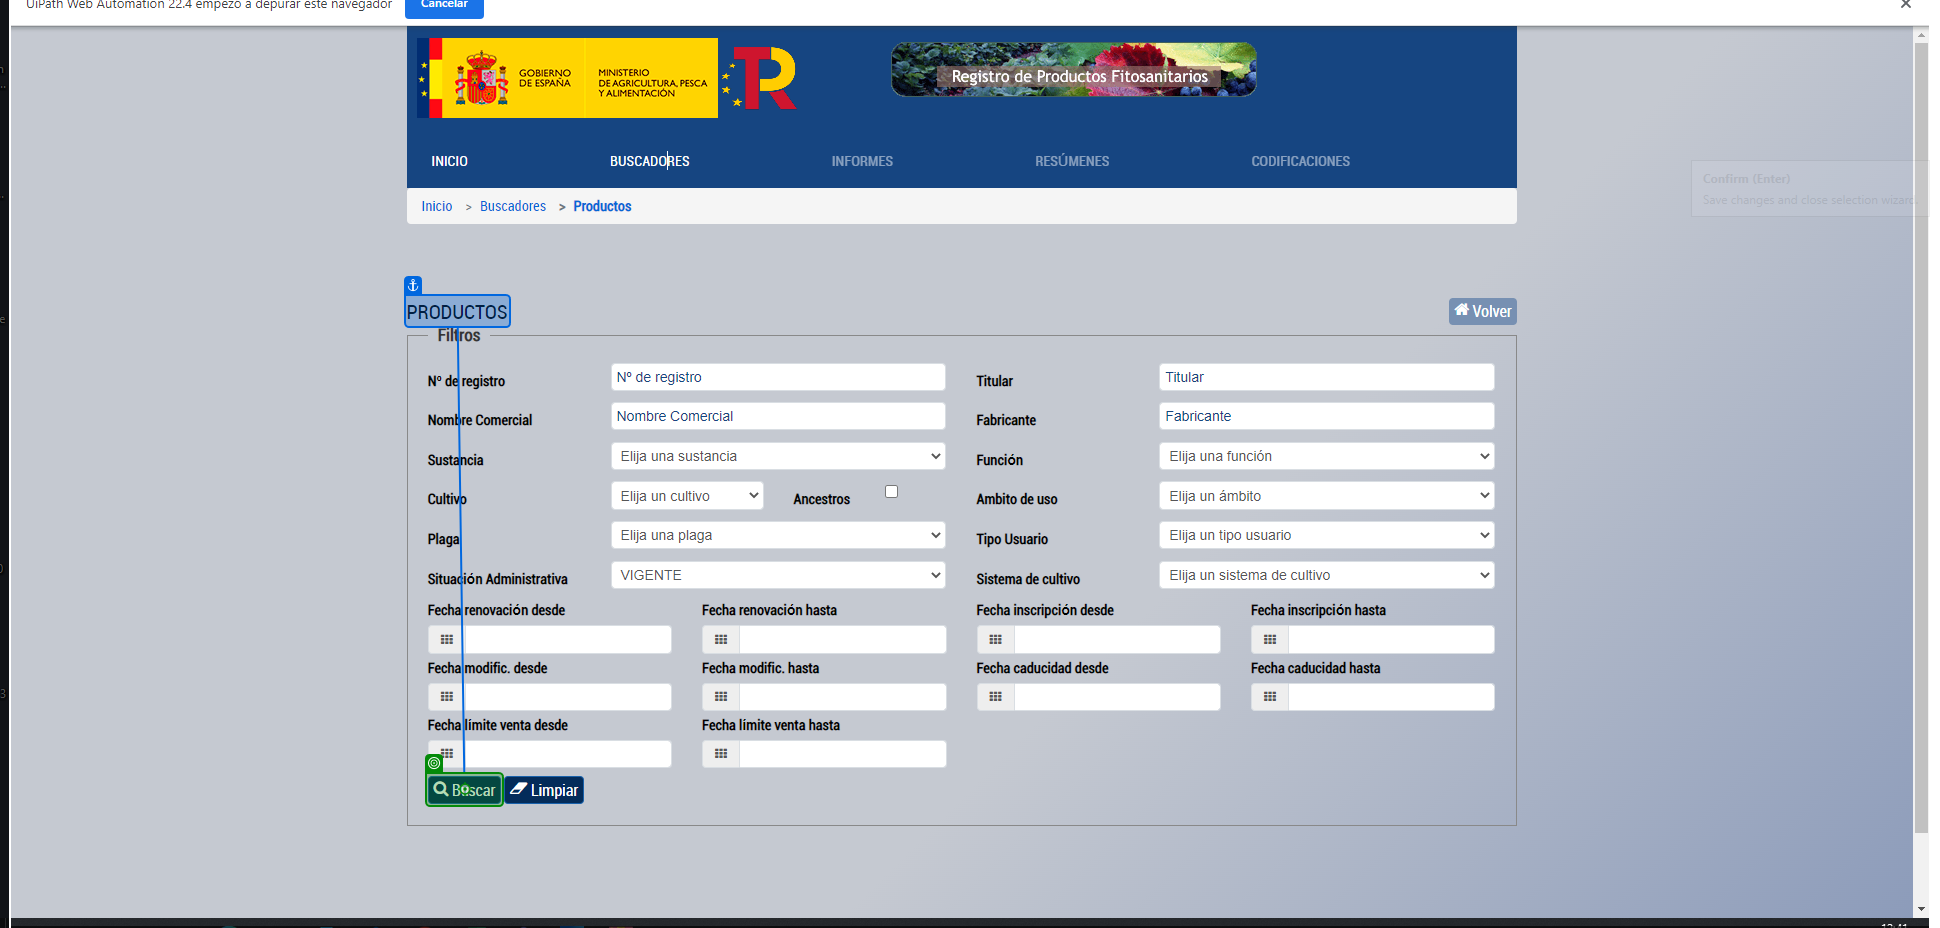 UiPath Web Automation 22.4 empezó a depurar este navegador
Cancelar
GOBIERNO
DE ESPAÑA
MINISTERIO
DE AGRICULTURA, PESCA
Y ALIMENTACIÓN
Registro de Productos Fitosanitarios
INICIO BUSCADORES INFORMES RESÚMENES CODIFICACIONES
Inicio > Buscadores > Productos
Confirm (Enter)
Save changes and close selection wizard.
PRODUCTOS
Volver
Filtros
Nº de registro Nº de registro Titular Titular
Nombre Comercial Nombre Comercial Fabricante Fabricante
Sustancia Elija una sustancia Función Elija una función
Cultivo Elija un cultivo Ancestros Ambito de uso Elija un ámbito
Plaga Elija una plaga Tipo Usuario Elija un tipo usuario
Situación Administrativa VIGENTE Sistema de cultivo Elija un sistema de cultivo
Fecha renovación desde Fecha renovación hasta Fecha inscripción desde Fecha inscripción hasta
Fecha modific. desde Fecha modific. hasta Fecha caducidad desde Fecha caducidad hasta
Fecha límite venta desde Fecha límite venta hasta
Buscar Limpiar